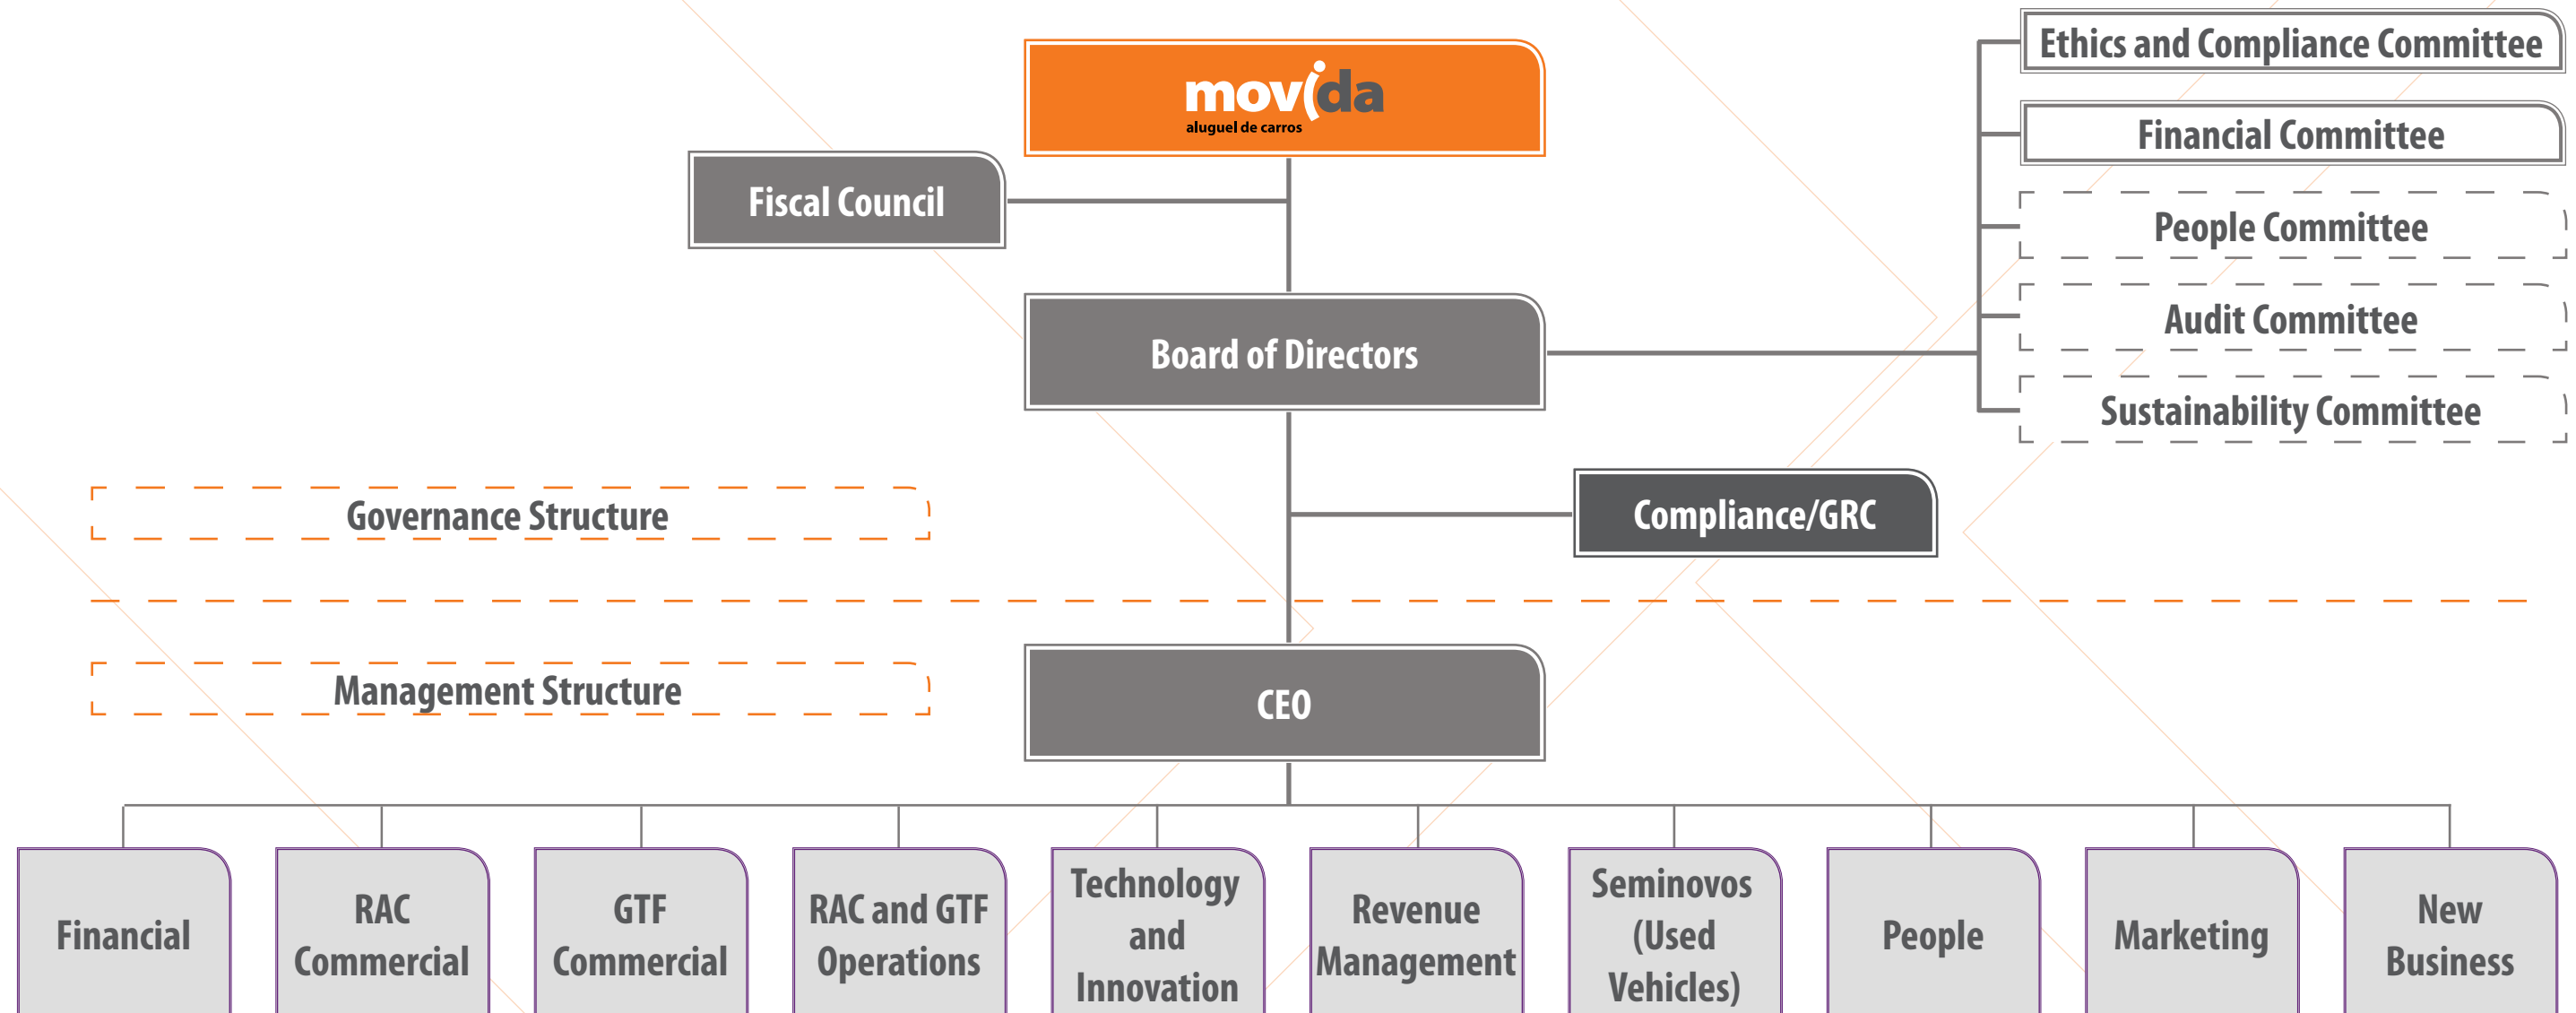 Ethics and Compliance Committee
movida
aluguel de carros
Financial Committee
Fiscal Council
People Committee
Audit Committee
Board of Directors
Sustainability Committee
Governance Structure
Compliance/GRC
Management Structure
CEO
Financial
RAC
Commercial
GTF
Commercial
RAC and GTF
Operations
Technology
and
Innovation
Revenue
Management
Seminovos
(Used
Vehicles)
People
Marketing
New
Business